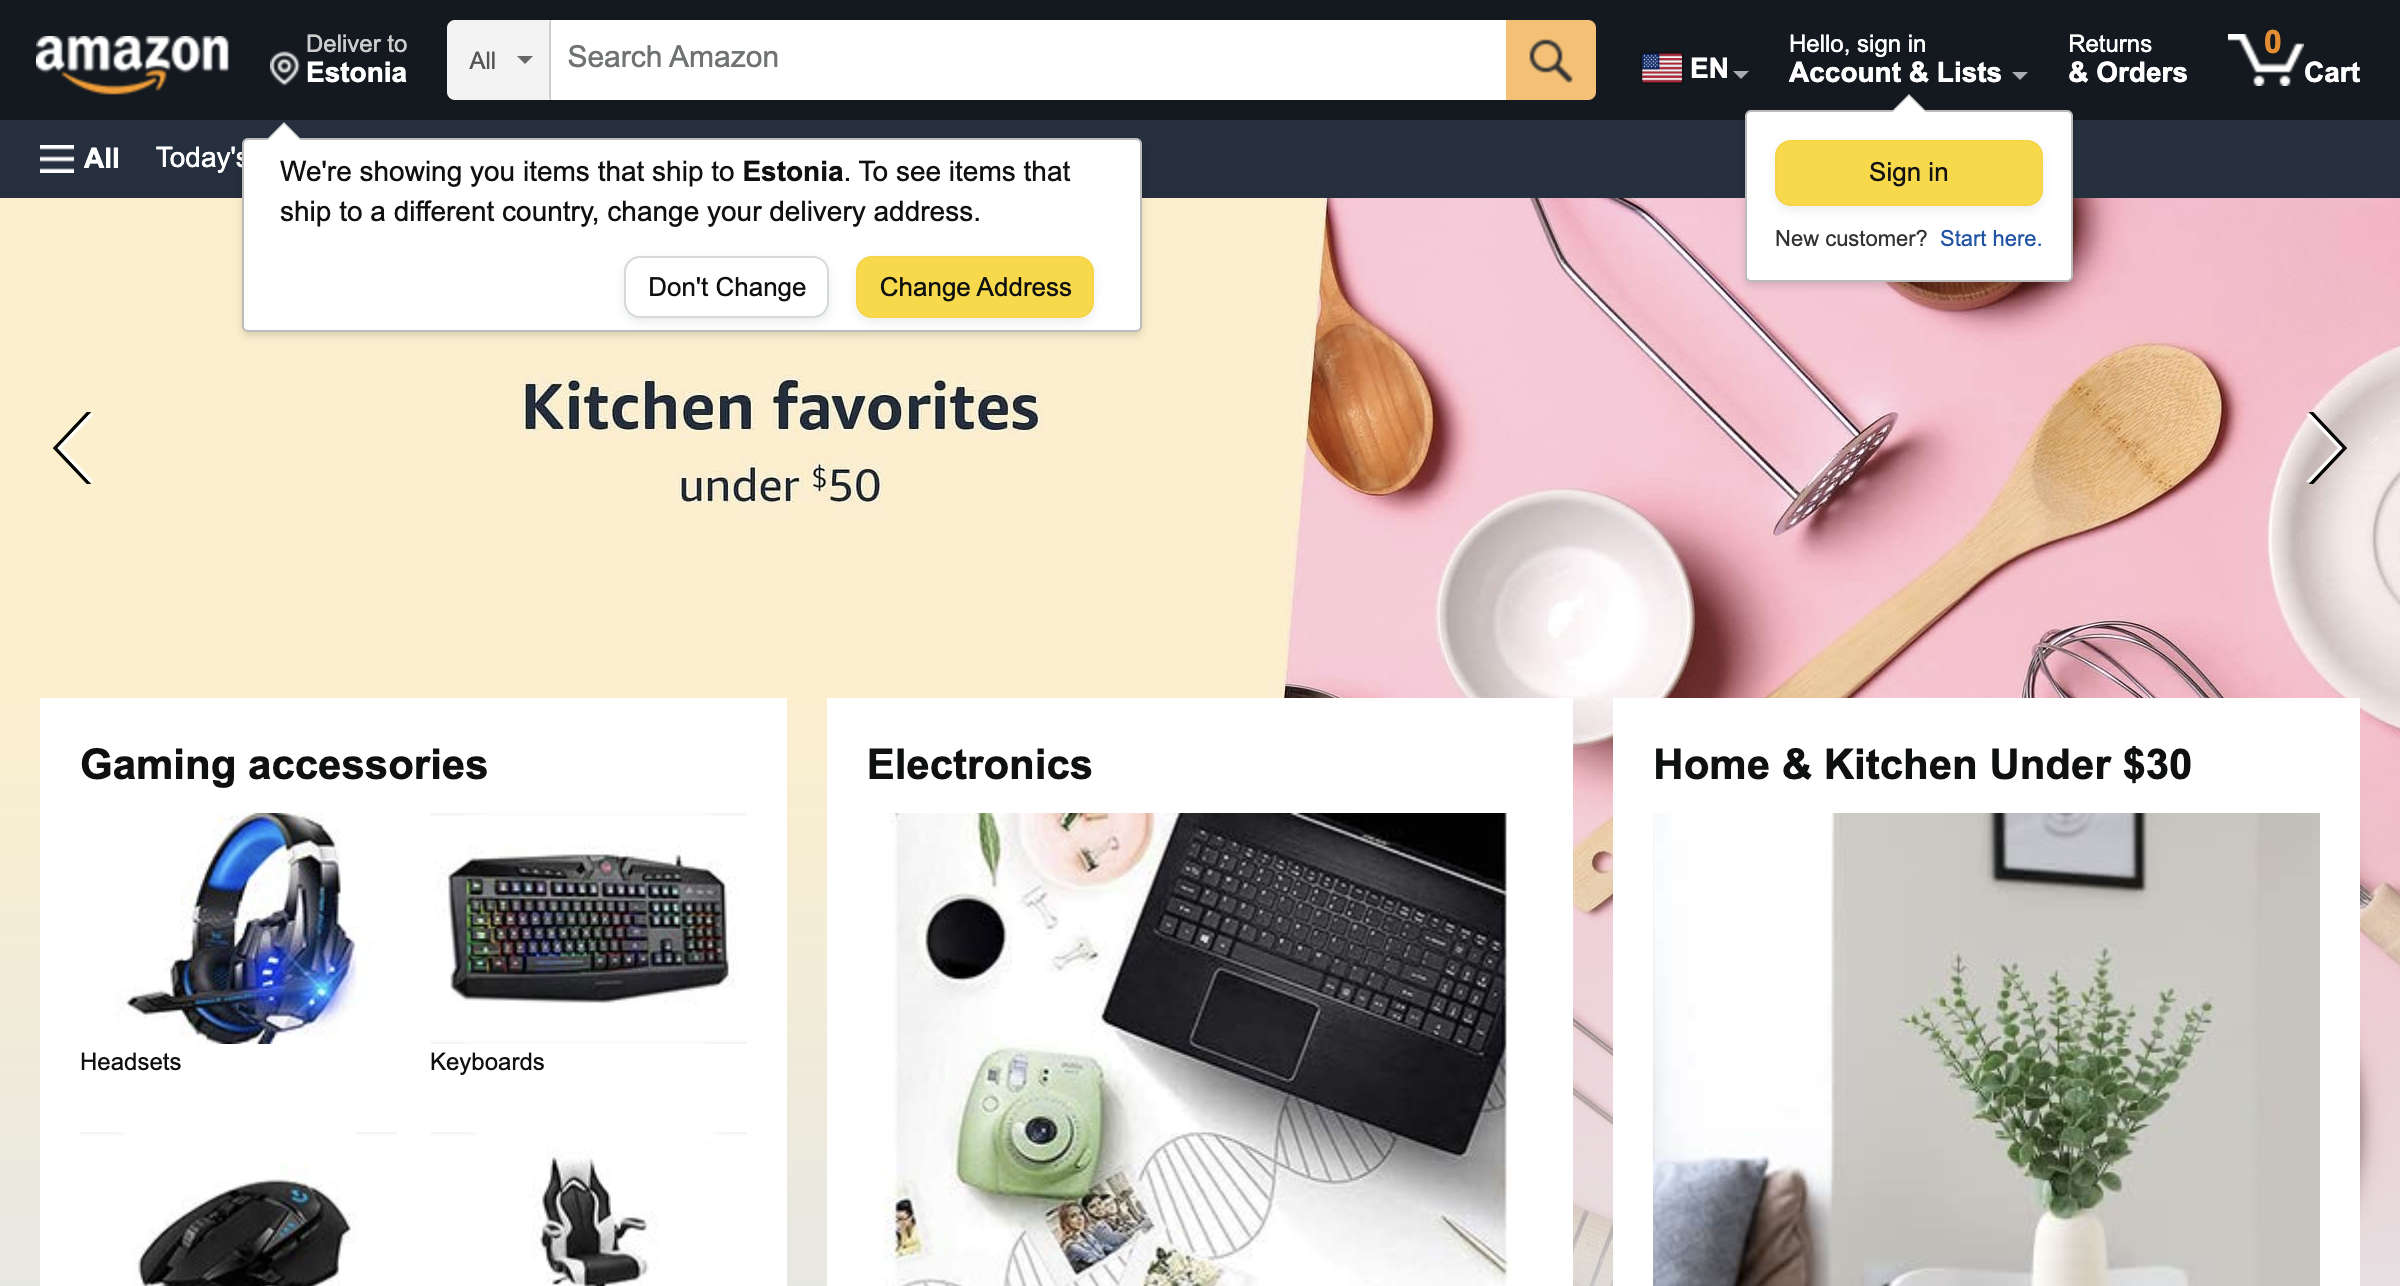 amazon
Deliver to
Estonia
All
Search Amazon
EN
Hello, sign in
Account & Lists
Returns
& Orders
0
Cart
All
Today's
We're showing you items that ship to Estonia. To see items that
ship to a different country, change your delivery address.
Don't Change
Change Address
Sign in
New customer? Start here.
Kitchen favorites
under $50
Gaming accessories
Headsets
Keyboards
Electronics
Home & Kitchen Under $30